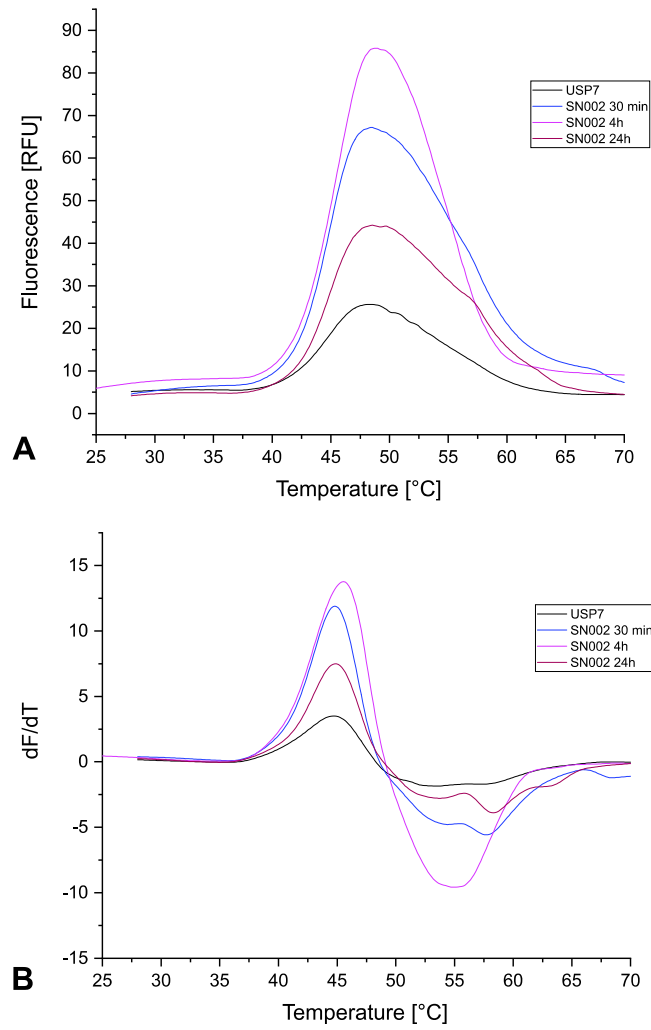 90
80
70
60
50
40
30
20
10
0
Fluorescence [RFU]
USP7
SN002 30 min
SN002 4h
SN002 24h
25 30 35 40 45 50 55 60 65 70
Temperature [°C]
A
15
10
5
0
-5
-10
-15
dF/dT
USP7
SN002 30 min
SN002 4h
SN002 24h
25 30 35 40 45 50 55 60 65 70
Temperature [°C]
B